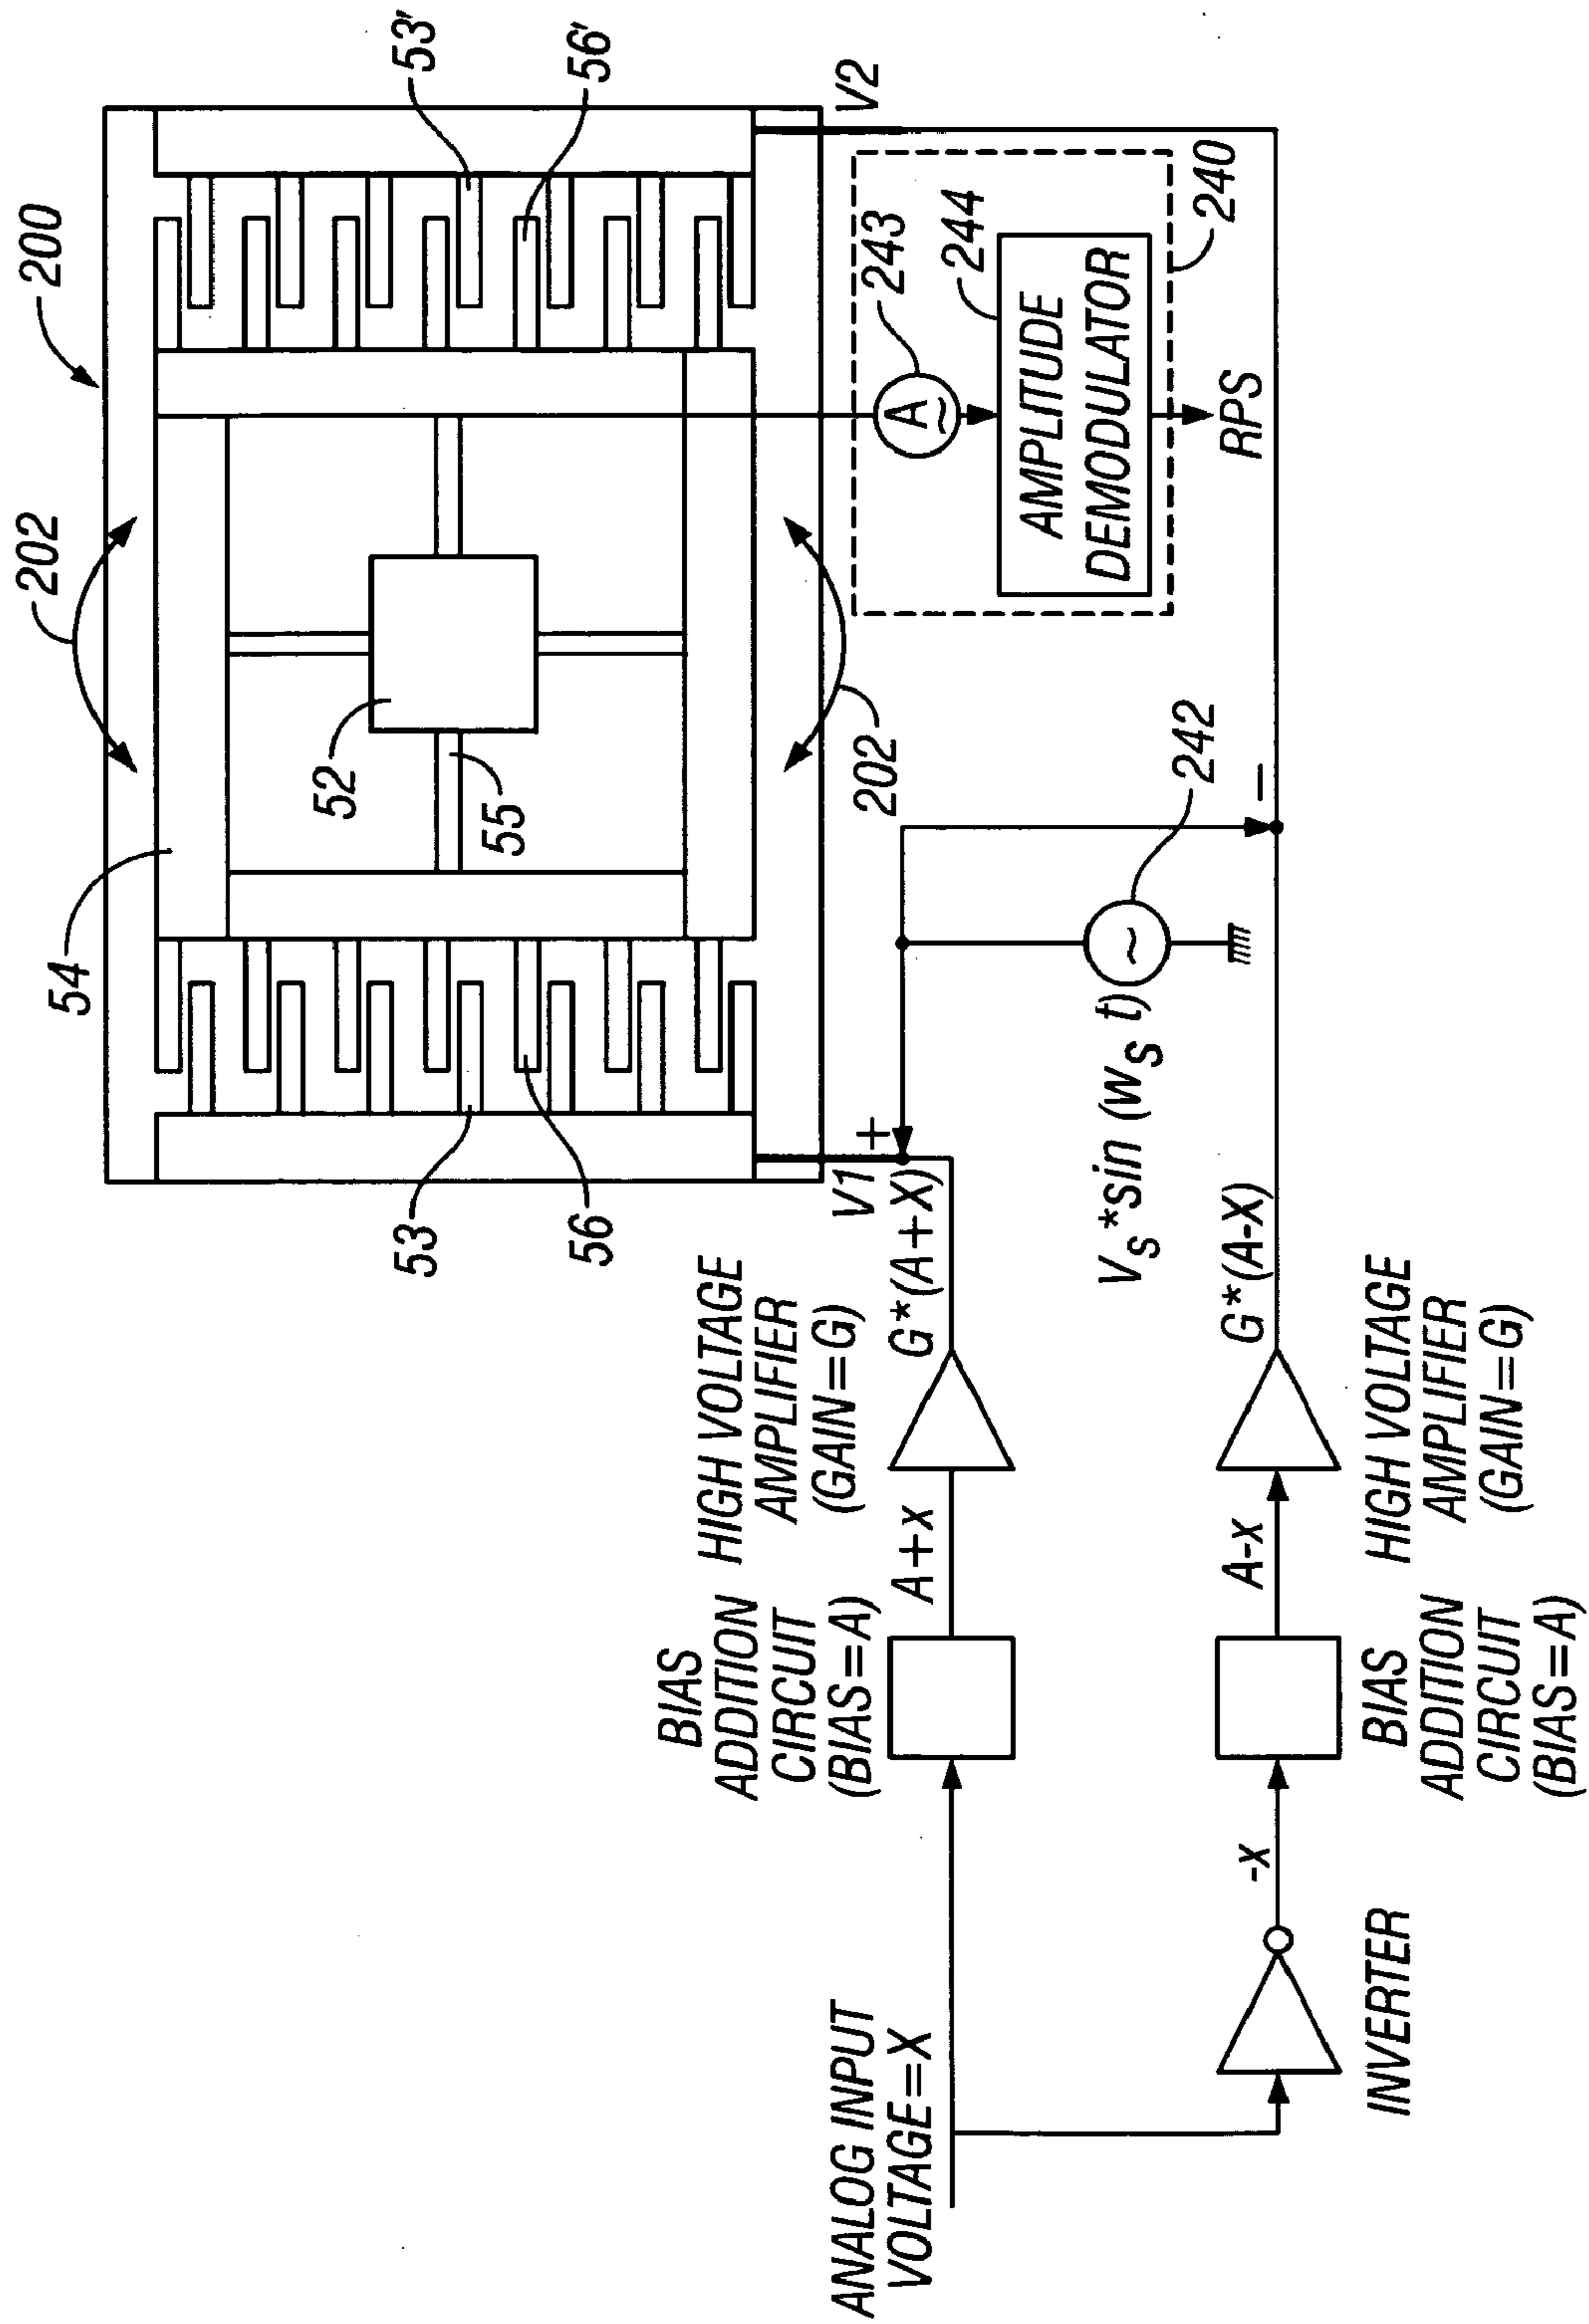 200
202
54
52
55
53
56
53'
56'
202
V1
V2
+
G*(A+X)
HIGH VOLTAGE
AMPLIFIER
(GAIN=G)
A+x
BIAS
ADDITION
CIRCUIT
(BIAS=A)
ANALOG INPUT
VOLTAGE=X
243
A
~
244
AMPLITUDE
DEMODULATOR
240
RPS
Vs*sin (ws t)
~
242
−
G*(A-X)
HIGH VOLTAGE
AMPLIFIER
(GAIN=G)
A-x
BIAS
ADDITION
CIRCUIT
(BIAS=A)
-x
INVERTER